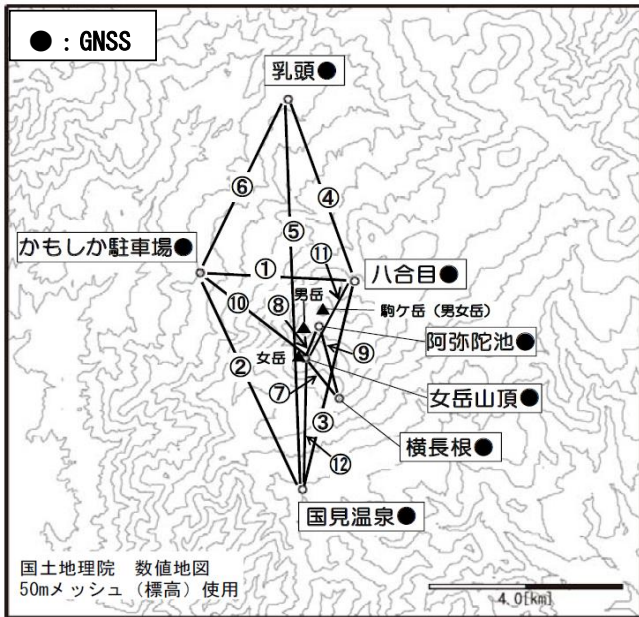 ●：GNSS
乳頭●
⑥
④
⑤
かもしか駐車場●
①
⑪
八合目●
⑩
⑧
男岳
駒ケ岳（男女岳）
阿弥陀池●
②
女岳
⑨
⑦
女岳山頂●
③
横長根●
⑫
国見温泉●
国土地理院　数値地図
50mメッシュ（標高）使用
4.0[km]